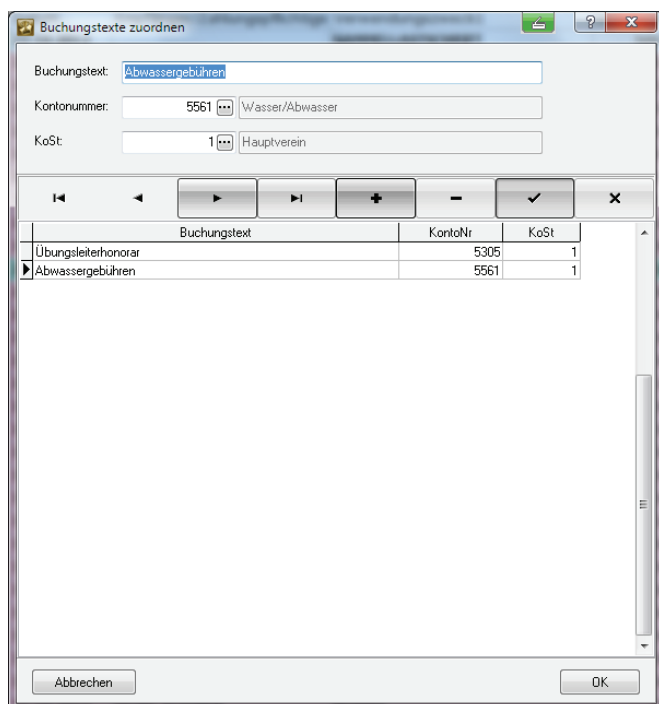 Buchungstexte zuordnen
Buchungstext: Abwassergebühren
Kontonummer: 5561 ... Wasser/Abwasser
KoSt: 1 ... Hauptverein
Buchungstext KontoNr KoSt
Übungsleiterhonorar 5305 1
Abwassergebühren 5561 1
Abbrechen OK